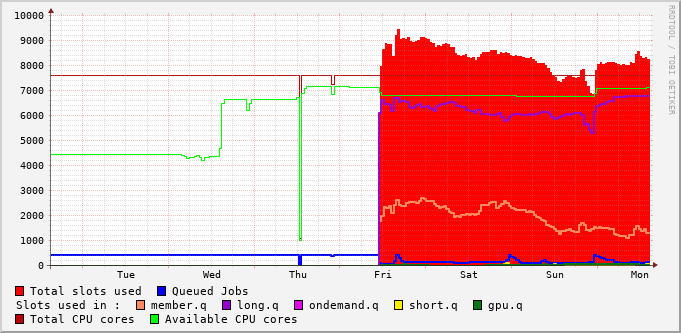 10000
9000
8000
7000
6000
5000
4000
3000
2000
1000
0
Tue Wed Thu Fri Sat Sun Mon
RRDTOOL / TOBI OETIKER
Total slots used Queued Jobs
Slots used in : member.q long.q ondemand.q short.q gpu.q
Total CPU cores Available CPU cores